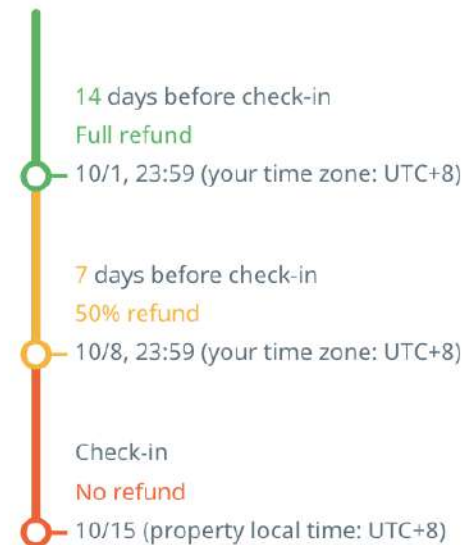 14 days before check-in
Full refund
10/1, 23:59 (your time zone: UTC+8)
7 days before check-in
50% refund
10/8, 23:59 (your time zone: UTC+8)
Check-in
No refund
10/15 (property local time: UTC+8)